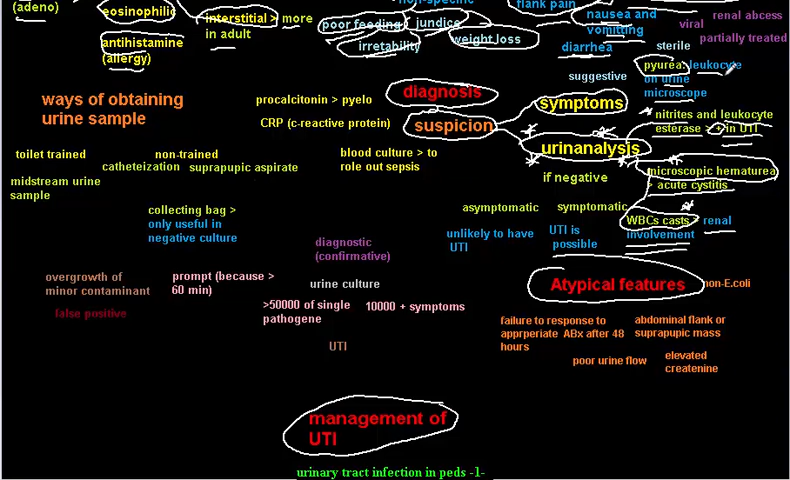 (adeno)
eosinophilic
antihistamine
(allergy)
interstitial > more
in adult
non-specific
poor feeding
jundics
irretability
weight loss
flank pain
nausea and
vomitting
diarrhea
renal abcess
viral
partially treated
sterile
pyurea: leukocyte
on urine
microscope
suggestive
ways of obtaining
urine sample
procalcitonin > pyelo
CRP (c-reactive protein)
diagnosis
suspicion
symptoms
urinanalysis
nitrites and leukocyte
esterase > + in UTI
toilet trained
non-trained
catheteization
suprapupic aspirate
midstream urine
sample
blood culture > to
role out sepsis
if negative
microscopic hematurea
> acute cystitis
collecting bag >
only useful in
negative culture
asymptomatic
symptomatic
WBCs casts > renal
involvement
unlikely to have
UTI
UTI is
possible
diagnostic
(confirmative)
overgrowth of
minor contaminant
prompt (because >
60 min)
urine culture
Atypical features
non-E.coli
false positive
>50000 of single
pathogene
10000 + symptoms
failure to response to
apprperiate ABx after 48
hours
abdominal flank or
suprapupic mass
UTI
poor urine flow
elevated
createnine
management of
UTI
urinary tract infection in peds -1-